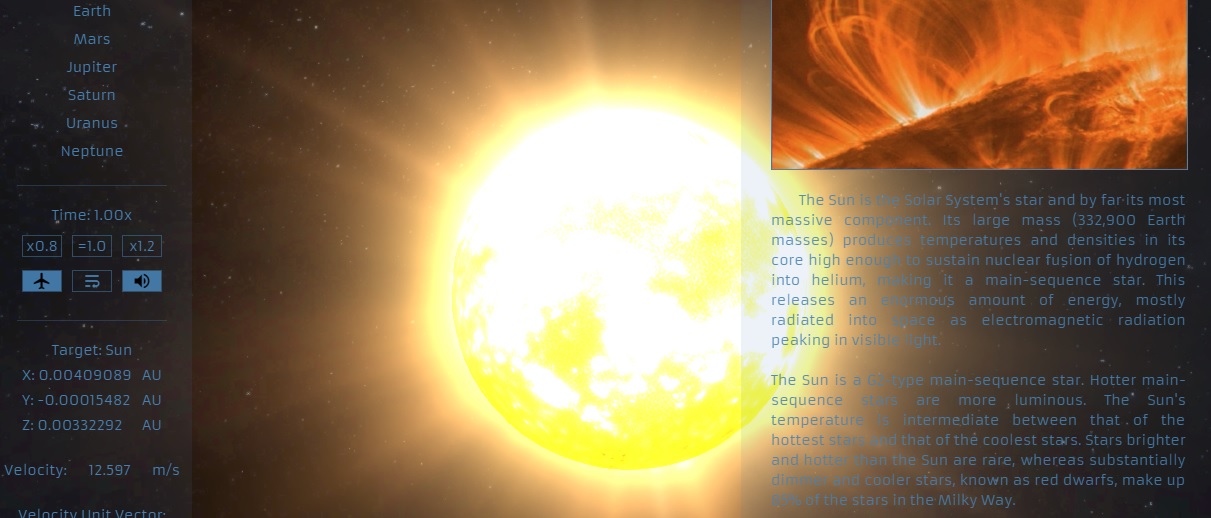 Earth
Mars
Jupiter
Saturn
Uranus
Neptune
Time: 1.00x
x0.8 =1.0 x1.2
Target: Sun
X: 0.00409089 AU
Y: -0.00015482 AU
Z: 0.00332292 AU
Velocity: 12.597 m/s
Velocity Unit Vector:
The Sun is the Solar System's star and by far its most
massive component. Its large mass (332,900 Earth
masses) produces temperatures and densities in its
core high enough to sustain nuclear fusion of hydrogen
into helium, making it a main-sequence star. This
releases an enormous amount of energy, mostly
radiated into space as electromagnetic radiation
peaking in visible light.
The Sun is a G2-type main-sequence star. Hotter main-
sequence stars are more luminous. The Sun's
temperature is intermediate between that of the
hottest stars and that of the coolest stars. Stars brighter
and hotter than the Sun are rare, whereas substantially
dimmer and cooler stars, known as red dwarfs, make up
of the stars in the Milky Way.